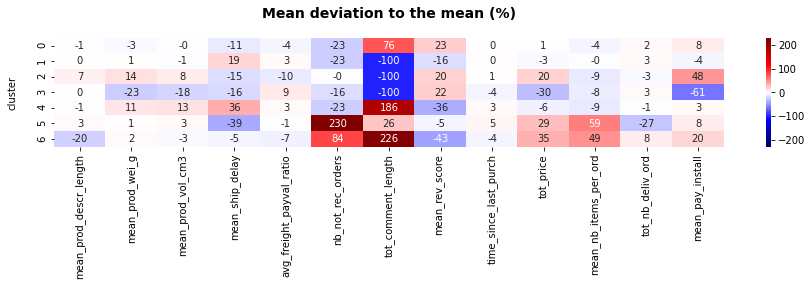 Mean deviation to the mean (%)
cluster
0 -1 -3 -0 -11 -4 -23 76 23 0 1 -4 2 8
1 0 1 -1 19 3 -23 -100 -16 0 -3 -0 3 -4
2 7 14 8 -15 -10 -0 -100 20 1 20 -9 -3 48
3 0 -23 -18 -16 9 -16 -100 22 -4 -30 -8 3 -61
4 -1 11 13 36 3 -23 186 -36 3 -6 -9 -1 3
5 3 1 3 -39 -1 230 26 -5 5 29 59 -27 8
6 -20 2 -3 -5 -7 84 226 -43 -4 35 49 8 20
mean_prod_descr_length
mean_prod_wei_g
mean_prod_vol_cm3
mean_ship_delay
avg_freight_payval_ratio
nb_not_rec_orders
tot_comment_length
mean_rev_score
time_since_last_purch
tot_price
mean_nb_items_per_ord
tot_nb_deliv_ord
mean_pay_install
200
100
0
−100
−200